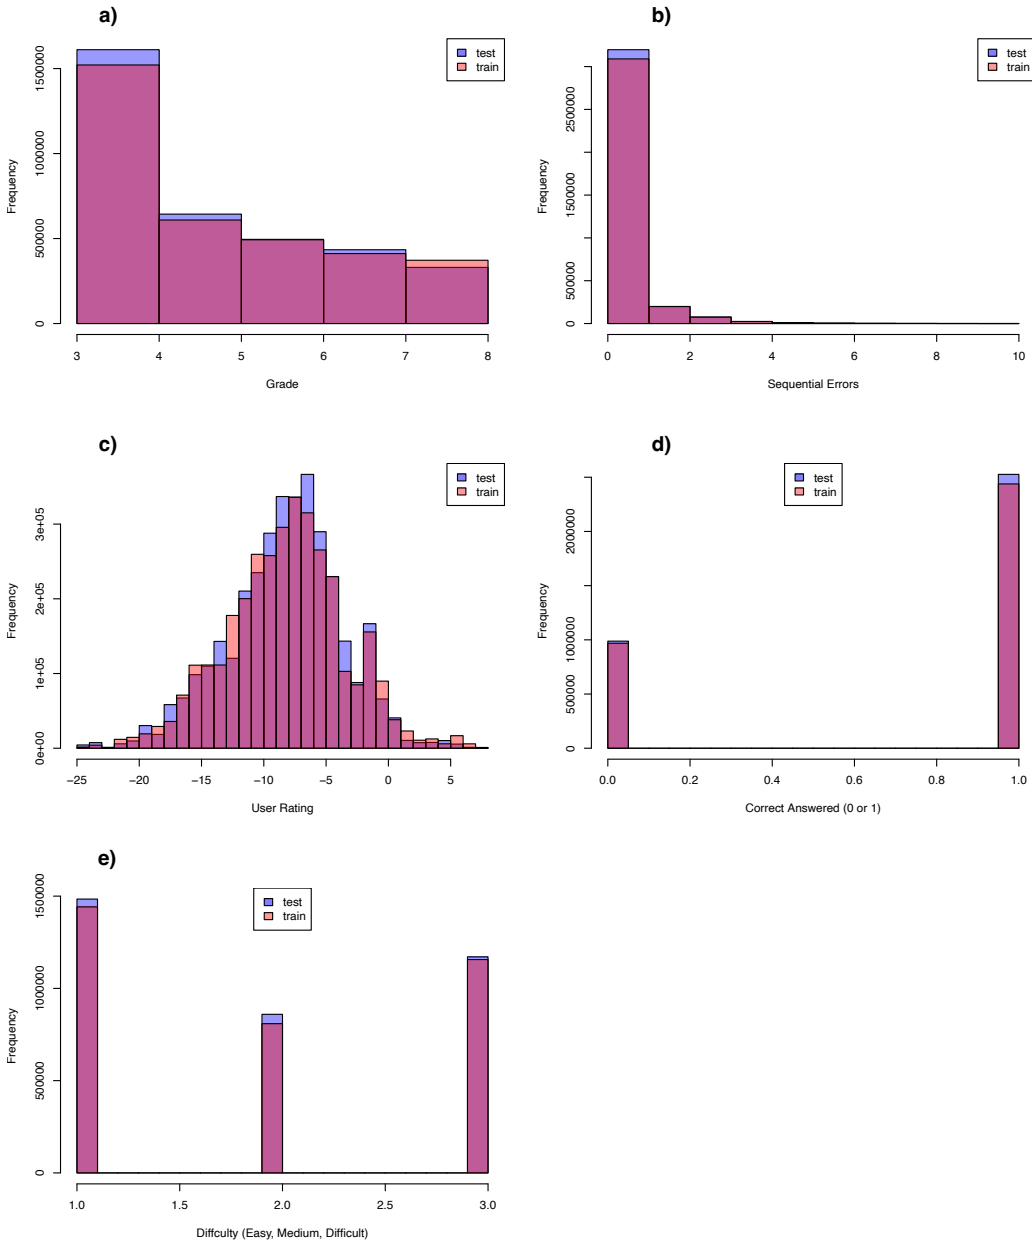 a)
test
train
Frequency
0
500000
1000000
1500000
3
4
5
6
7
8
Grade
b)
test
train
Frequency
0
500000
1500000
2500000
0
2
4
6
8
10
Sequential Errors
c)
test
train
Frequency
0e+00
1e+05
2e+05
3e+05
−25
−20
−15
−10
−5
0
5
User Rating
d)
test
train
Frequency
0
500000
1000000
2000000
0.0
0.2
0.4
0.6
0.8
1.0
Correct Answered (0 or 1)
e)
test
train
Frequency
0
500000
1000000
1500000
1.0
1.5
2.0
2.5
3.0
Diffculty (Easy, Medium, Difficult)